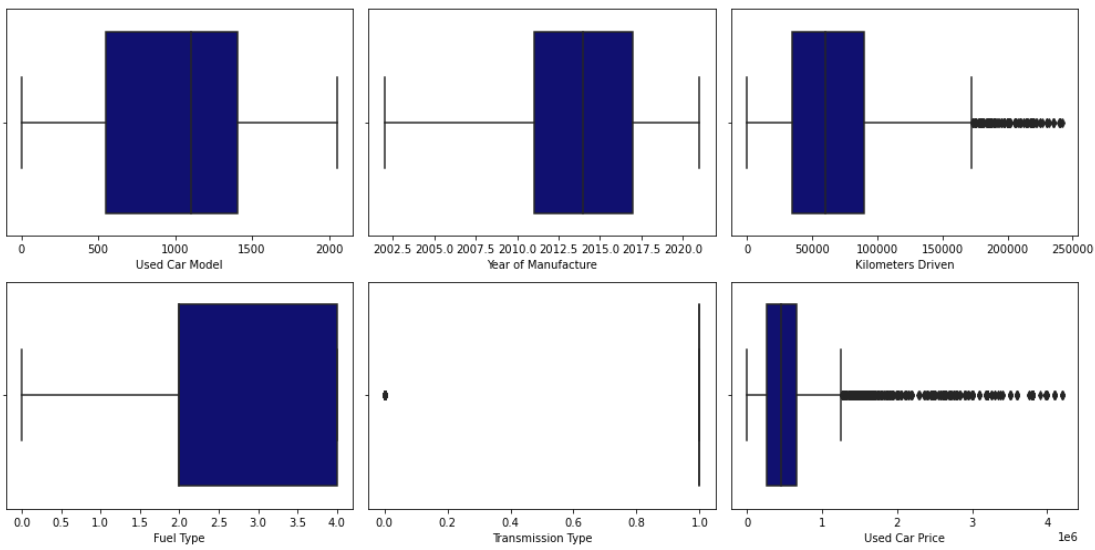 0 500 1000 1500 2000
Used Car Model
2002.5 2005.0 2007.5 2010.0 2012.5 2015.0 2017.5 2020.0
Year of Manufacture
0 50000 100000 150000 200000 250000
Kilometers Driven
0.0 0.5 1.0 1.5 2.0 2.5 3.0 3.5 4.0
Fuel Type
0.0 0.2 0.4 0.6 0.8 1.0
Transmission Type
0 1 2 3 4
1e6
Used Car Price